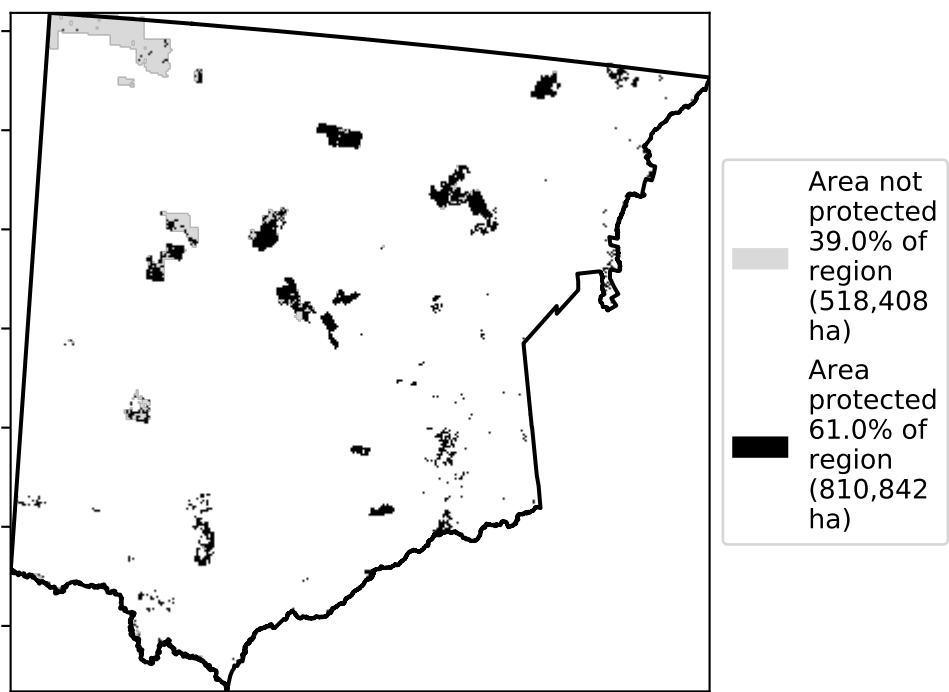 Area not
protected
39.0% of
region
(518,408
ha)
Area
protected
61.0% of
region
(810,842
ha)